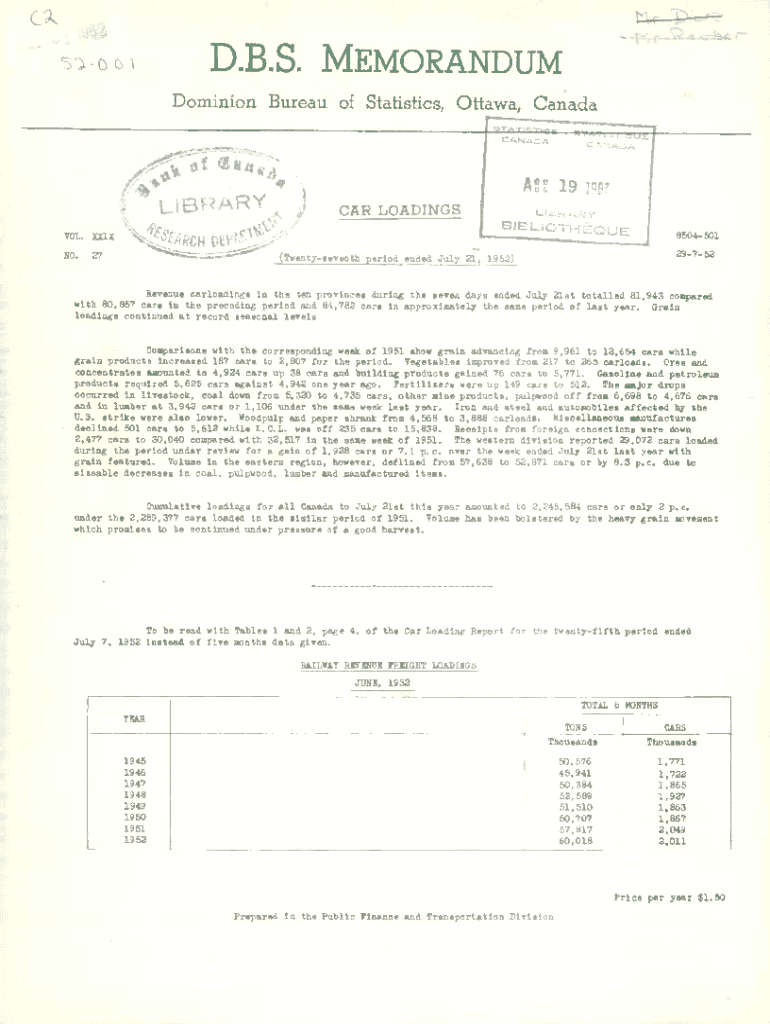 C2
1952
52-001
D.B.S. MEMORANDUM
Dominion Bureau of Statistics, Ottawa, Canada
STATISTICS STATISTIQUE
CANADA CANADA
APR 19 198
LIBRARY
BIBLIOTHÈQUE
Bank of Canada
LIBRARY
RESEARCH DEPARTMENT
CAR LOADINGS
VOL. XXIX 8504-501
NO. 27 (Twenty-seventh period ended July 21, 1952) 29-7-52
Revenue carloadings in the ten provinces during the seven days ended July 21st totalled 81,943 compared
with 80,857 cars in the preceding period and 84,782 cars in approximately the same period of last year. Grain
loadings continued at record seasonal levels
Comparisons with the corresponding week of 1951 show grain advancing from 9,961 to 12,654 cars while
grain products increased 187 cars to 2,807 for the period. Vegetables improved from 217 to 265 carloads. Ores and
concentrates amounted to 4,924 cars up 38 cars and building products gained 76 cars to 5,771. Gasoline and petroleum
products required 5,625 cars against 4,942 one year ago. Fertilizers were up 149 cars to 512. The major drops
occurred in livestock, coal down from 5,320 to 4,735 cars, other mine products, pulpwood off from 6,698 to 4,676 cars
and in lumber at 3,942 cars or 1,106 under the same week last year. Iron and steel and automobiles affected by the
U.S. strike were also lower. Woodpulp and paper shrank from 4,568 to 3,888 carloads. Miscellaneous manufactures
declined 501 cars to 5,612 while L.C.L. was off 235 cars to 15,838. Receipts from foreign connections were down
2,477 cars to 30,040 compared with 32,517 in the same week of 1951. The western division reported 29,072 cars loaded
during the period under review for a gain of 1,928 cars or 7.1 p.c. over the week ended July 21st last year with
grain featured. Volume in the eastern region, however, declined from 57,638 to 52,871 cars or by 8.3 p.c. due to
sizeable decreases in coal, pulpwood, lumber and manufactured items.
Cumulative loadings for all Canada to July 21st this year amounted to 2,245,584 cars or only 2 p.c.
under the 2,289,377 cars loaded in the similar period of 1951. Volume has been bolstered by the heavy grain movement
which promises to be continued under pressure of a good harvest.
To be read with Tables 1 and 2, page 4, of the Car Loading Report for the twenty-fifth period ended
July 7, 1952 instead of five months data given.
RAILWAY REVENUE FREIGHT LOADINGS
JUNE, 1952
TOTAL 6 MONTHS
YEAR
TONS CARS
Thousands Thousands
1945 50,576 1,771
1946 45,941 1,722
1947 50,384 1,865
1948 52,589 1,927
1949 51,510 1,863
1950 50,707 1,867
1951 57,817 2,049
1952 60,018 2,011
Price per year $1.50
Prepared in the Public Finance and Transportation Division